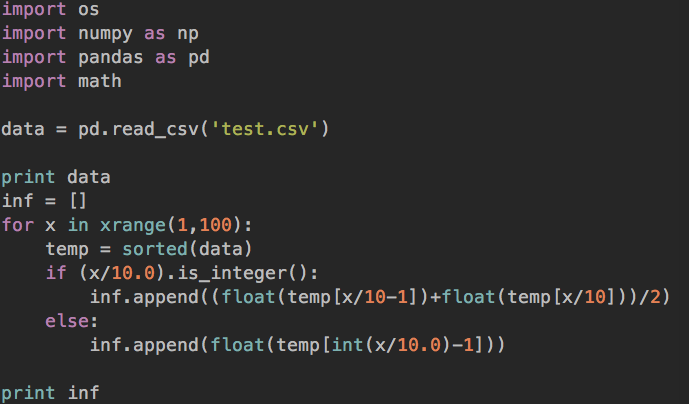 import os
import numpy as np
import pandas as pd
import math
data = pd.read_csv('test.csv')
print data
inf = []
for x in xrange(1,100):
    temp = sorted(data)
    if (x/10.0).is_integer():
        inf.append((float(temp[x/10-1])+float(temp[x/10]))/2)
    else:
        inf.append(float(temp[int(x/10.0)-1]))
print inf